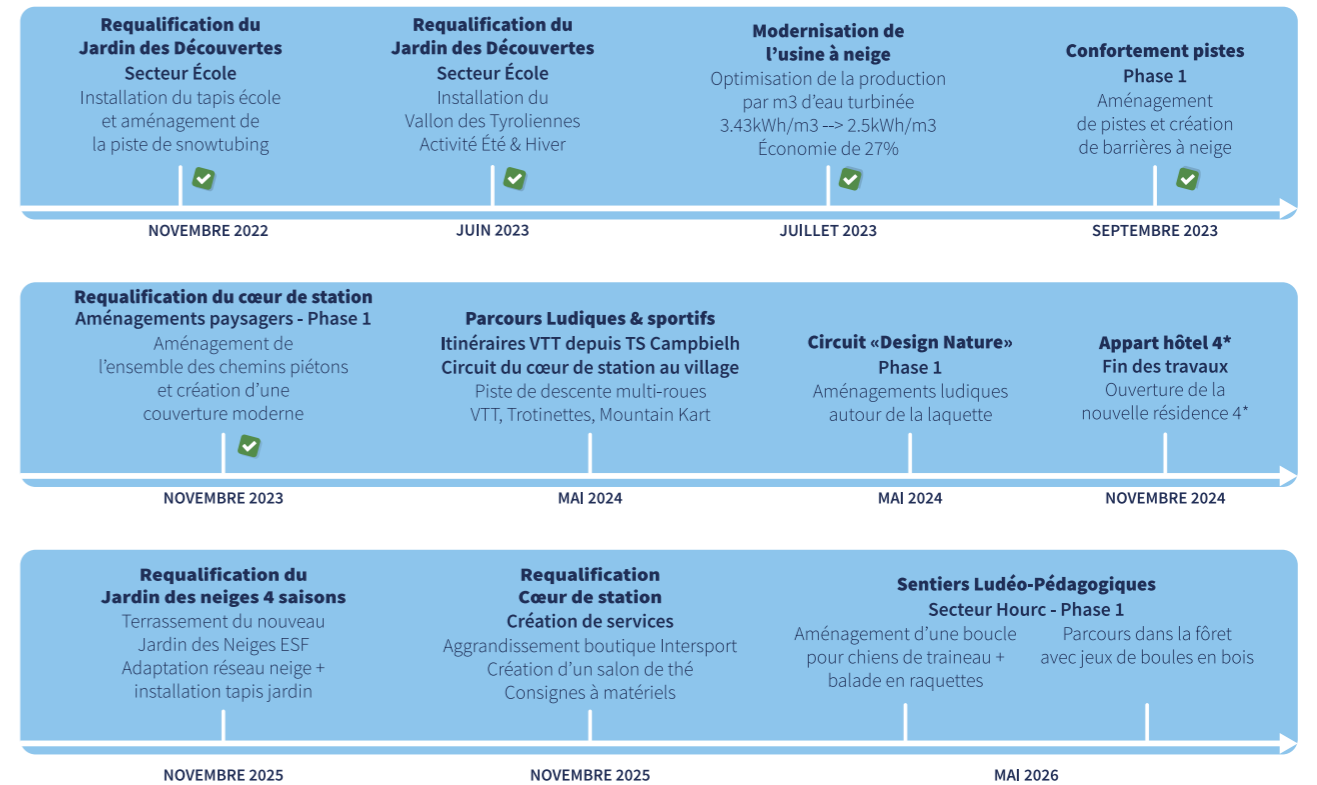 Requalification du
Jardin des Découvertes
Secteur École
Installation du tapis école
et aménagement de
la piste de snowtubing
NOVEMBRE 2022
Requalification du
Jardin des Découvertes
Secteur École
Installation du
Vallon des Tyroliennes
Activité Été & Hiver
JUIN 2023
Modernisation de
l'usine à neige
Optimisation de la production
par m3 d'eau turbinée
3.43kWh/m3 --> 2.5kWh/m3
Économie de 27%
JUILLET 2023
Confortement pistes
Phase 1
Aménagement
de pistes et création
de barrières à neige
SEPTEMBRE 2023
Requalification du cœur de station
Aménagements paysagers - Phase 1
Aménagement de
l'ensemble des chemins piétons
et création d'une
couverture moderne
NOVEMBRE 2023
Parcours Ludiques & sportifs
Itinéraires VTT depuis TS Campbielh
Circuit du cœur de station au village
Piste de descente multi-roues
VTT, Trotinettes, Mountain Kart
MAI 2024
Circuit «Design Nature»
Phase 1
Aménagements ludiques
autour de la laquette
MAI 2024
Appart hôtel 4*
Fin des travaux
Ouverture de la
nouvelle résidence 4*
NOVEMBRE 2024
Requalification du
Jardin des neiges 4 saisons
Terrassement du nouveau
Jardin des Neiges ESF
Adaptation réseau neige +
installation tapis jardin
NOVEMBRE 2025
Requalification
Cœur de station
Création de services
Aggrandissement boutique Intersport
Création d'un salon de thé
Consignes à matériels
NOVEMBRE 2025
Sentiers Ludéo-Pédagogiques
Secteur Hourc - Phase 1
Aménagement d'une boucle
pour chiens de traineau +
balade en raquettes
Parcours dans la fôret
avec jeux de boules en bois
MAI 2026